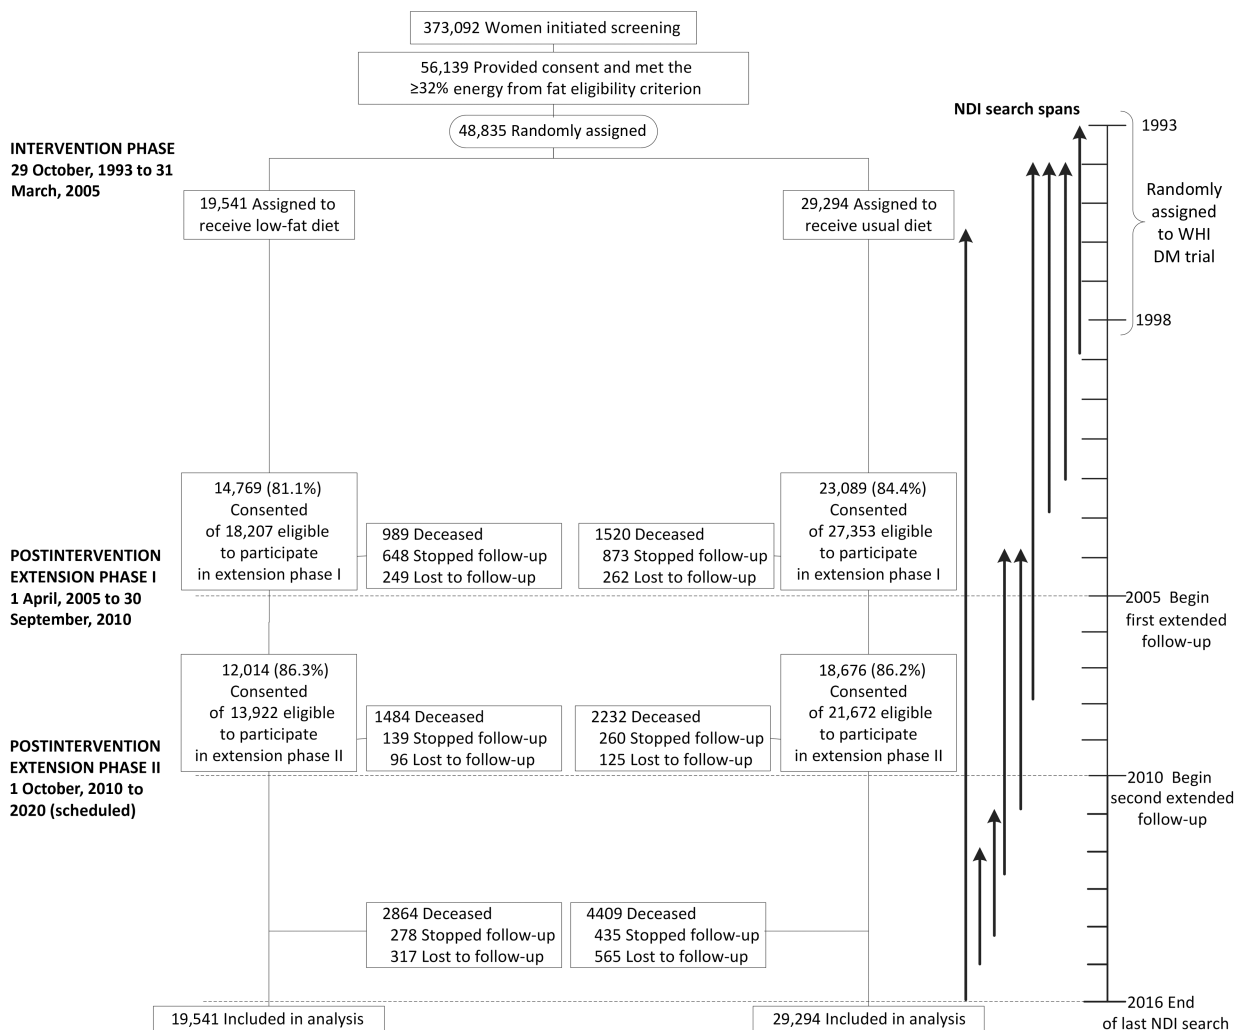 373,092 Women initiated screening
56,139 Provided consent and met the
≥32% energy from fat eligibility criterion
48,835 Randomly assigned
INTERVENTION PHASE
29 October, 1993 to 31
March, 2005
19,541 Assigned to
receive low-fat diet
29,294 Assigned to
receive usual diet
14,769 (81.1%)
Consented
of 18,207 eligible
to participate
in extension phase I
989 Deceased
648 Stopped follow-up
249 Lost to follow-up
1520 Deceased
873 Stopped follow-up
262 Lost to follow-up
23,089 (84.4%)
Consented
of 27,353 eligible
to participate
in extension phase I
POSTINTERVENTION
EXTENSION PHASE I
1 April, 2005 to 30
September, 2010
12,014 (86.3%)
Consented
of 13,922 eligible
to participate
in extension phase II
1484 Deceased
139 Stopped follow-up
96 Lost to follow-up
2232 Deceased
260 Stopped follow-up
125 Lost to follow-up
18,676 (86.2%)
Consented
of 21,672 eligible
to participate
in extension phase II
POSTINTERVENTION
EXTENSION PHASE II
1 October, 2010 to
2020 (scheduled)
2864 Deceased
278 Stopped follow-up
317 Lost to follow-up
4409 Deceased
435 Stopped follow-up
565 Lost to follow-up
19,541 Included in analysis
29,294 Included in analysis
NDI search spans
1993
Randomly
assigned
to WHI
DM trial
1998
2005 Begin
first extended
follow-up
2010 Begin
second extended
follow-up
2016 End
of last NDI search